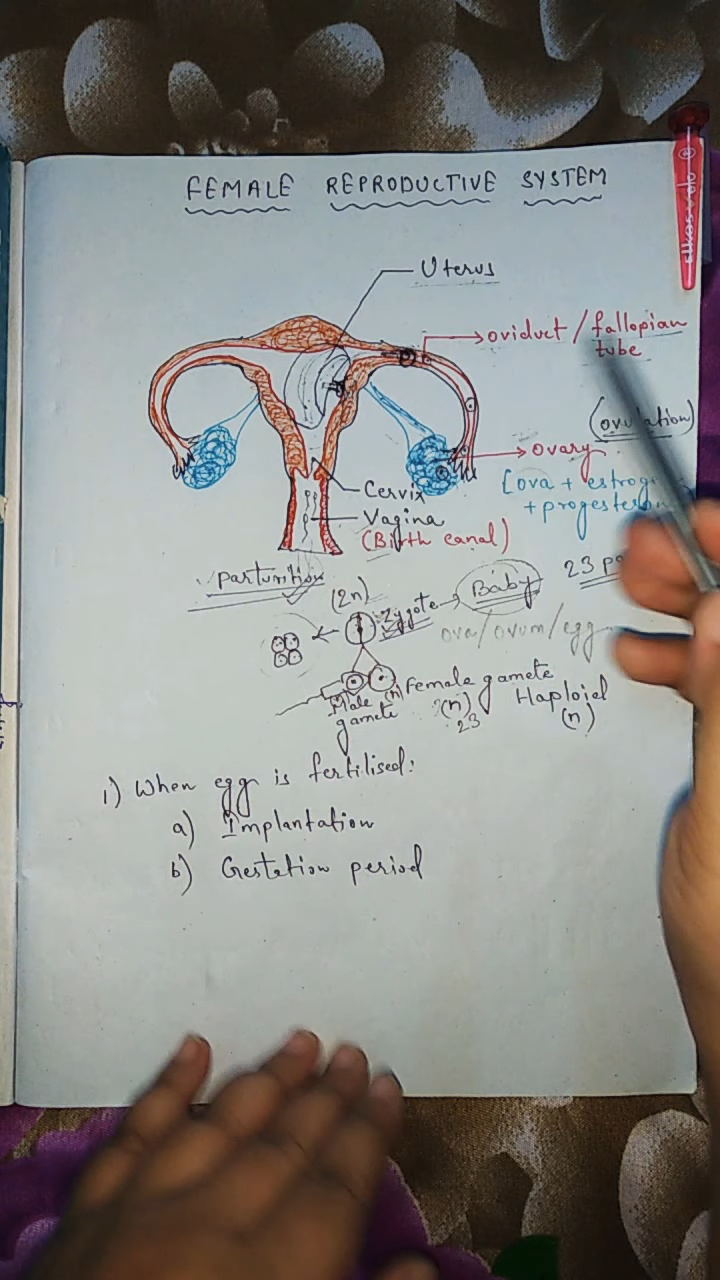 FEMALE REPRODUCTIVE SYSTEM
Uterus
oviduct / fallopian
tube
(ovulation)
ovary
[ova + estrog
+ progester
Cervix
Vagina
(Birth canal)
parturition
(2n)
Zygote
Baby
23 pa
ova/ovum/egg
Male
gamete
(n)
Female gamete
(n)
23
Haploid
(n)
1) When egg is fertilised:
a) Implantation
b) Gestation period